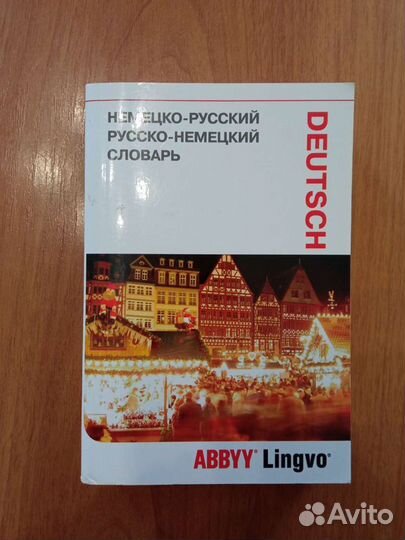 НЕМЕЦКО-РУССКИЙ
РУССКО-НЕМЕЦКИЙ
СЛОВАРЬ
DEUTSCH
ABBYY® Lingvo®
Avito